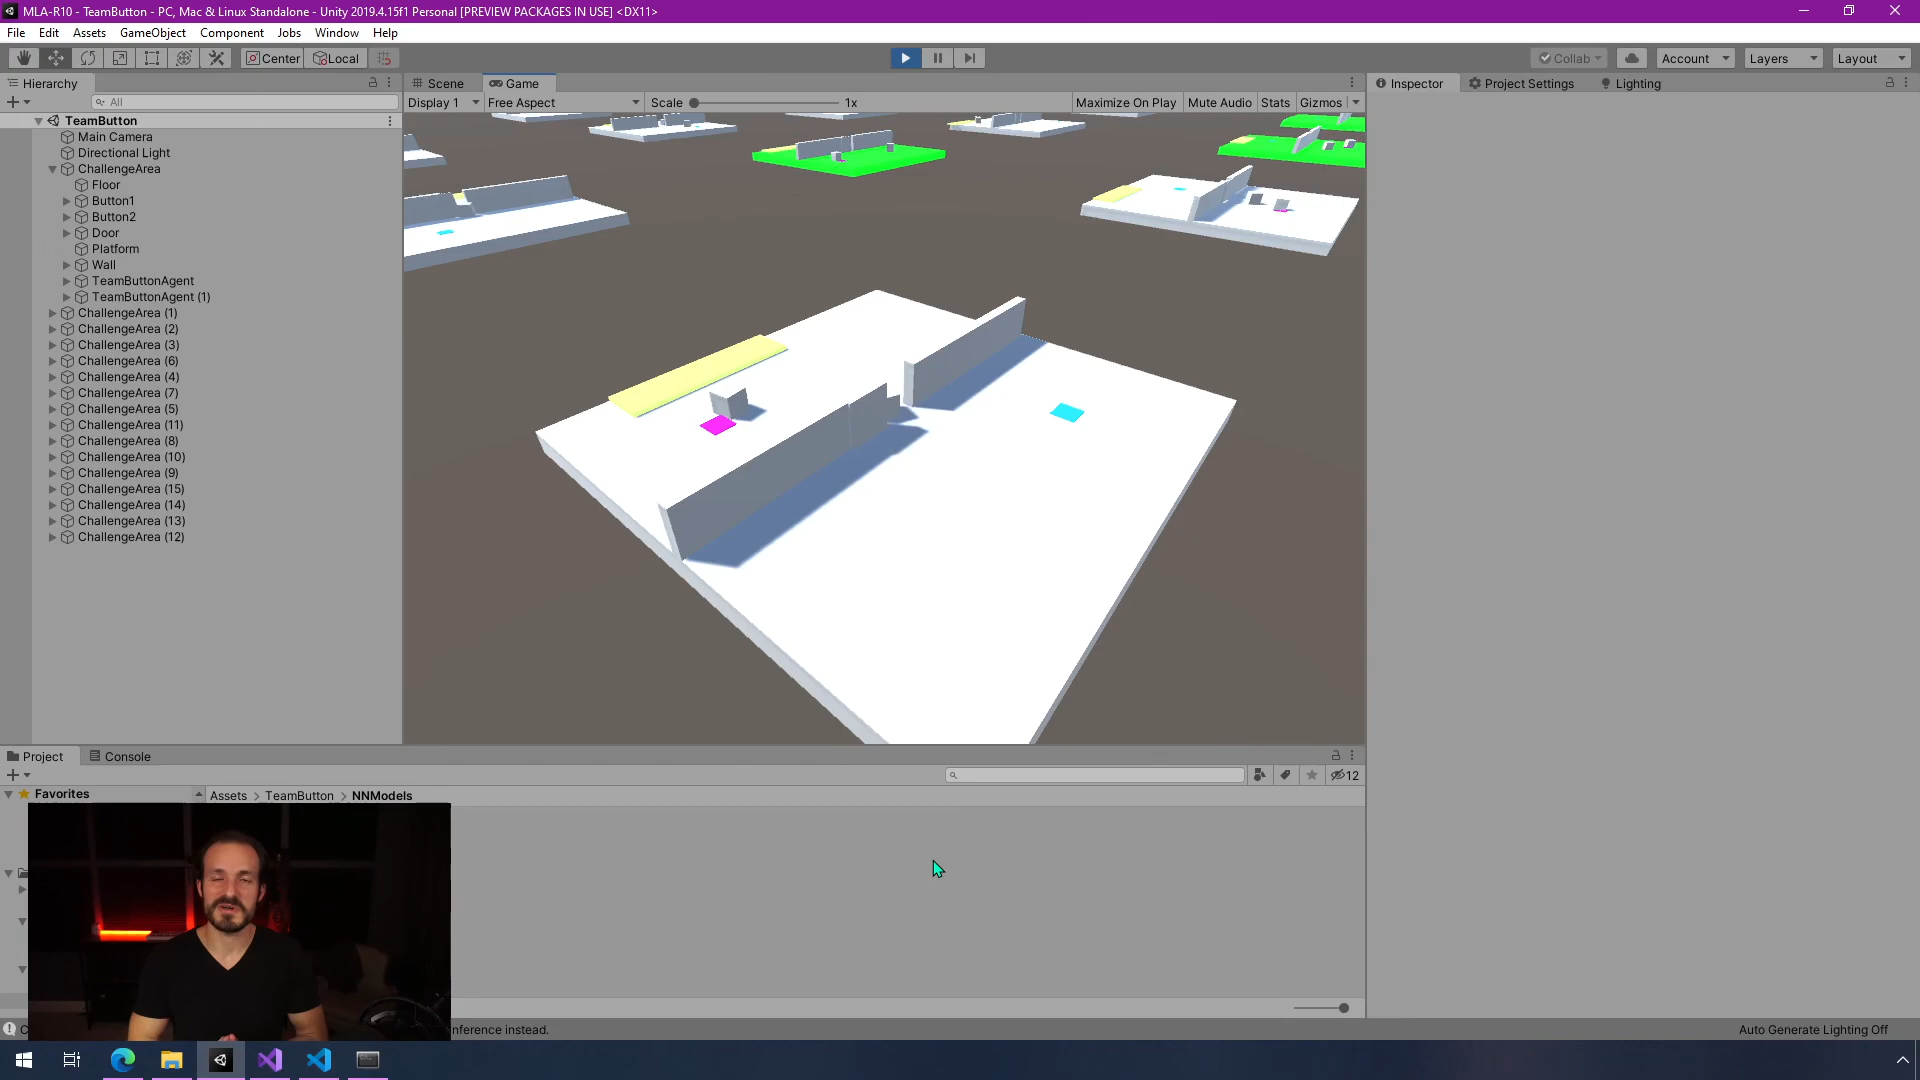 MLA-R10 - TeamButton - PC, Mac & Linux Standalone - Unity 2019.4.15f1 Personal [PREVIEW PACKAGES IN USE] <DX11>
File Edit Assets GameObject Component Jobs Window Help
Center Local Collab Account Layers Layout
Hierarchy Scene Game Inspector Project Settings Lighting
All Display 1 Free Aspect Scale 1x Maximize On Play Mute Audio Stats Gizmos
TeamButton
Main Camera
Directional Light
ChallengeArea
Floor
Button1
Button2
Door
Platform
Wall
TeamButtonAgent
TeamButtonAgent (1)
ChallengeArea (1)
ChallengeArea (2)
ChallengeArea (3)
ChallengeArea (6)
ChallengeArea (4)
ChallengeArea (7)
ChallengeArea (5)
ChallengeArea (11)
ChallengeArea (8)
ChallengeArea (10)
ChallengeArea (9)
ChallengeArea (15)
ChallengeArea (14)
ChallengeArea (13)
ChallengeArea (12)
Project Console
12
Favorites Assets > TeamButton > NNModels
nference instead. Auto Generate Lighting Off